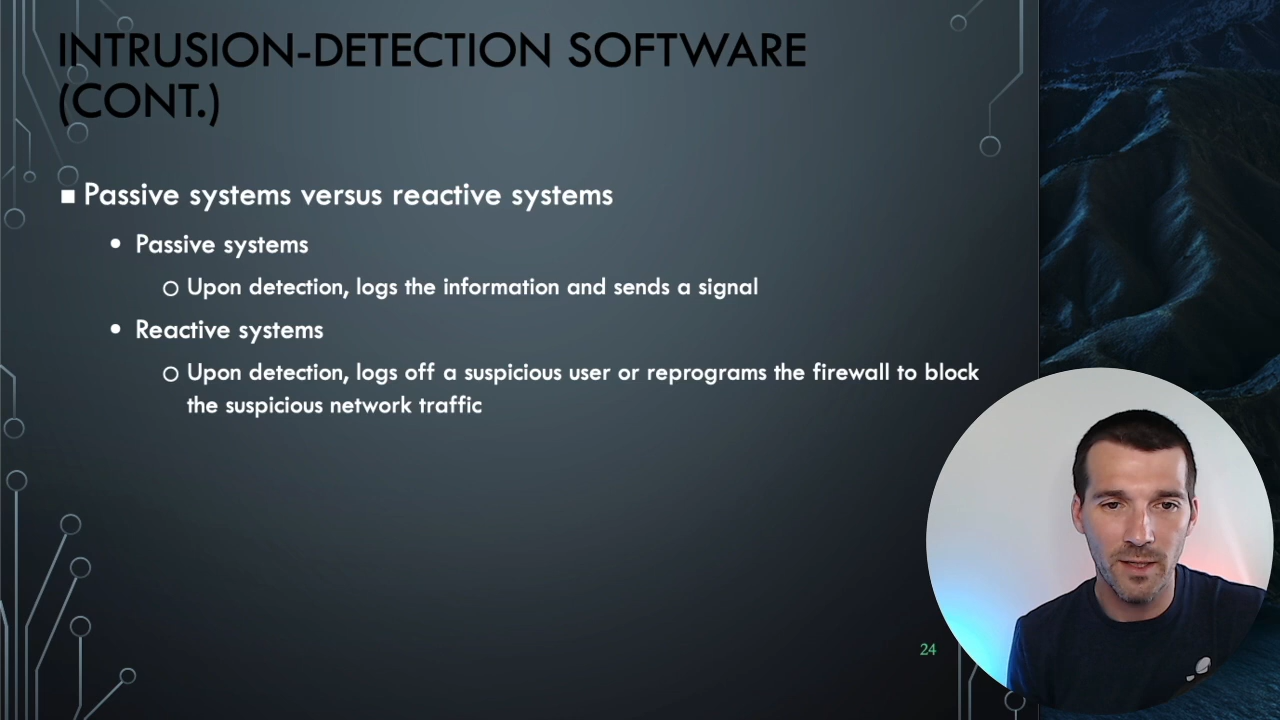 INTRUSION-DETECTION SOFTWARE
(CONT.)
Passive systems versus reactive systems
Passive systems
Upon detection, logs the information and sends a signal
Reactive systems
Upon detection, logs off a suspicious user or reprograms the firewall to block
the suspicious network traffic
24